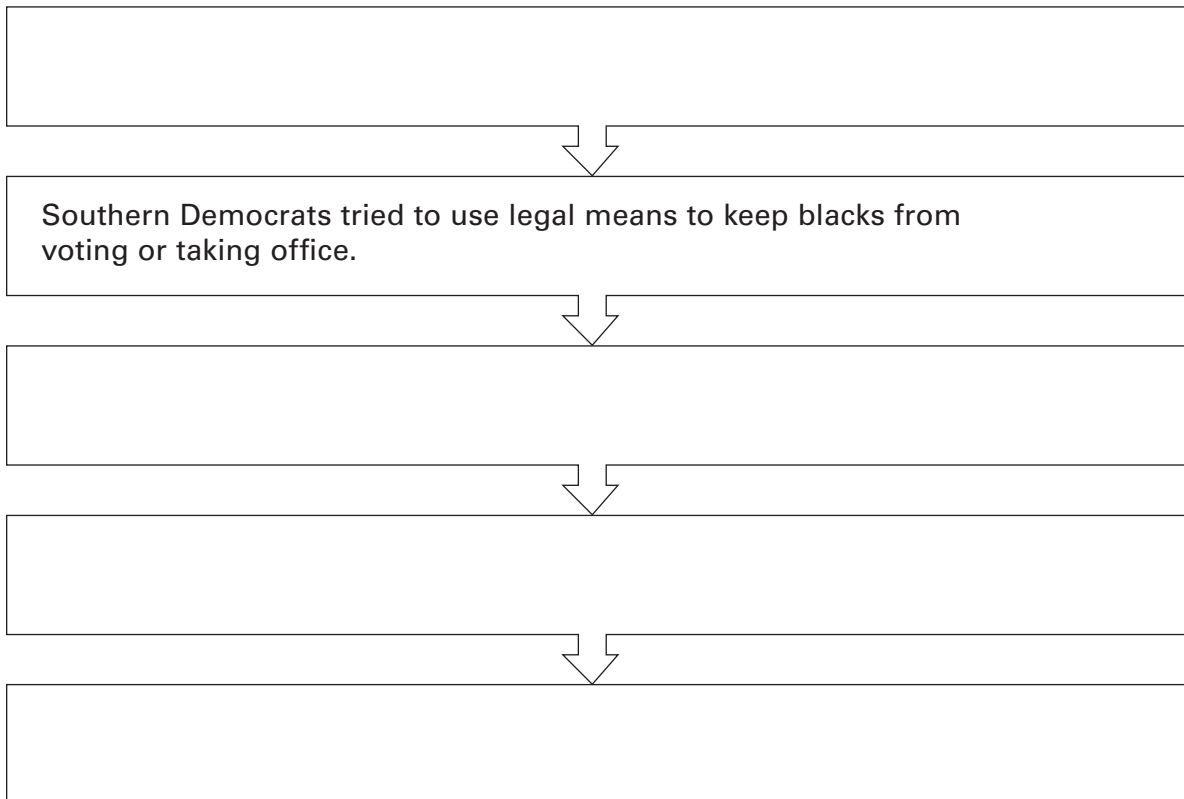 Southern Democrats tried to use legal means to keep blacks from
voting or taking office.